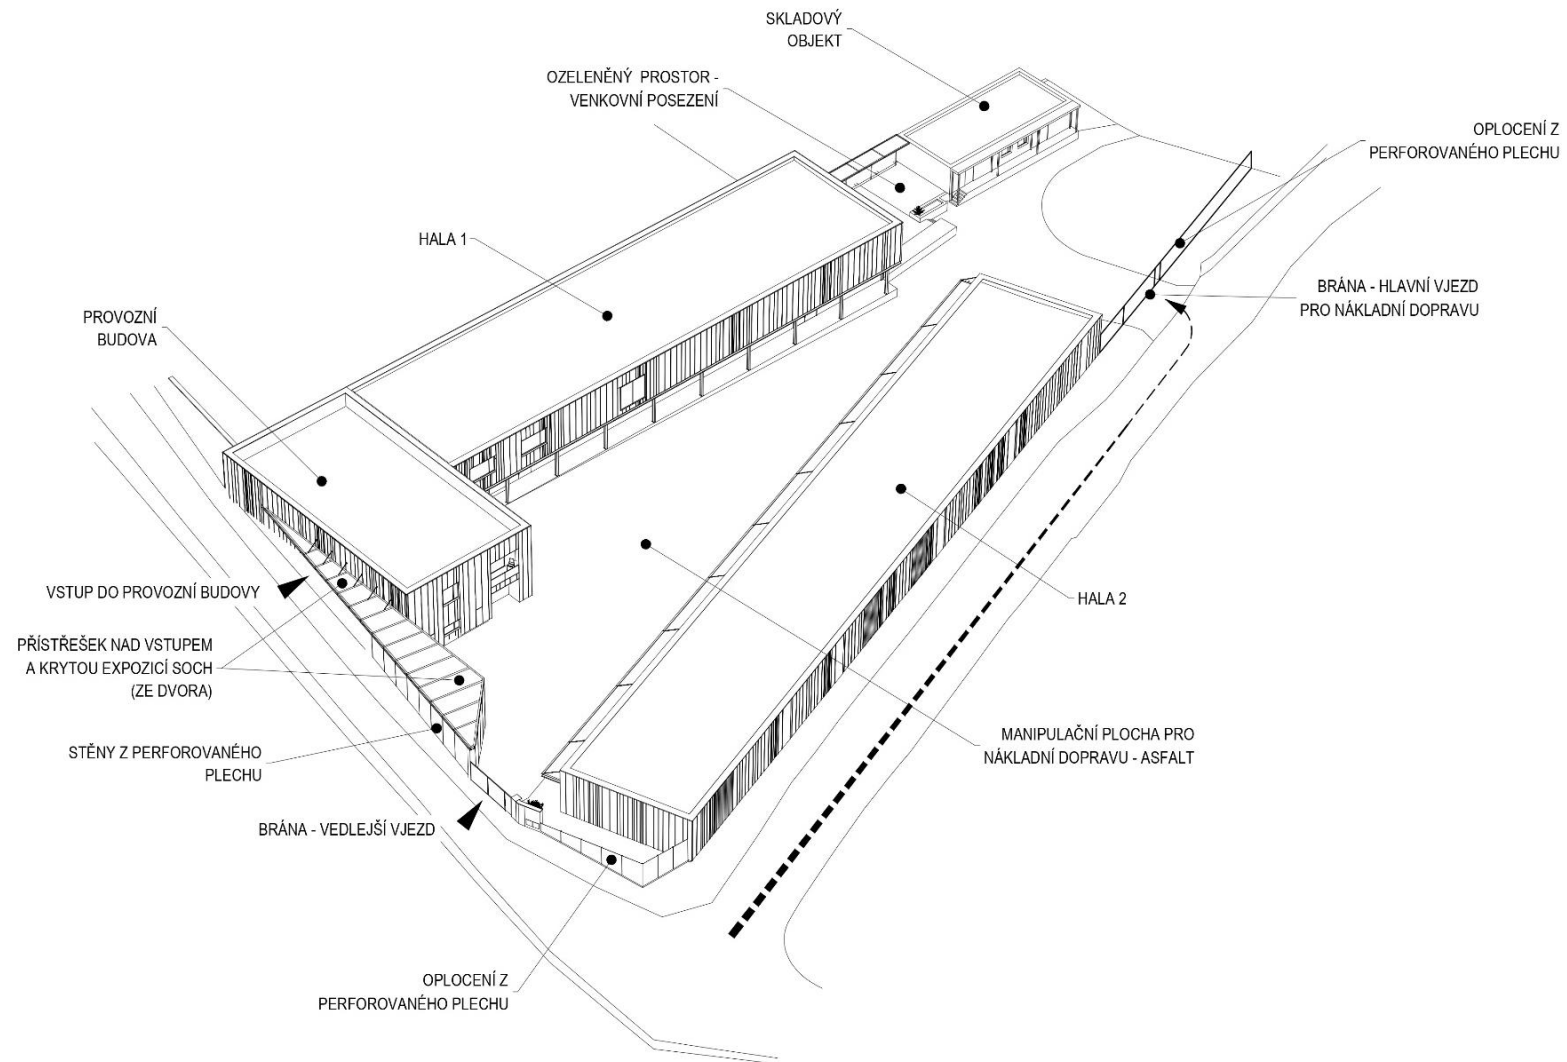 SKLADOVÝ
OBJEKT
OZELENĚNÝ PROSTOR -
VENKOVNÍ POSEZENÍ
OPLOCENÍ Z
PERFOROVANÉHO PLECHU
HALA 1
BRÁNA - HLAVNÍ VJEZD
PRO NÁKLADNÍ DOPRAVU
PROVOZNÍ
BUDOVA
VSTUP DO PROVOZNÍ BUDOVY
HALA 2
PŘÍSTŘEŠEK NAD VSTUPEM
A KRYTOU EXPOZICÍ SOCH
(ZE DVORA)
MANIPULAČNÍ PLOCHA PRO
NÁKLADNÍ DOPRAVU - ASFALT
STĚNY Z PERFOROVANÉHO
PLECHU
BRÁNA - VEDLEJŠÍ VJEZD
OPLOCENÍ Z
PERFOROVANÉHO PLECHU